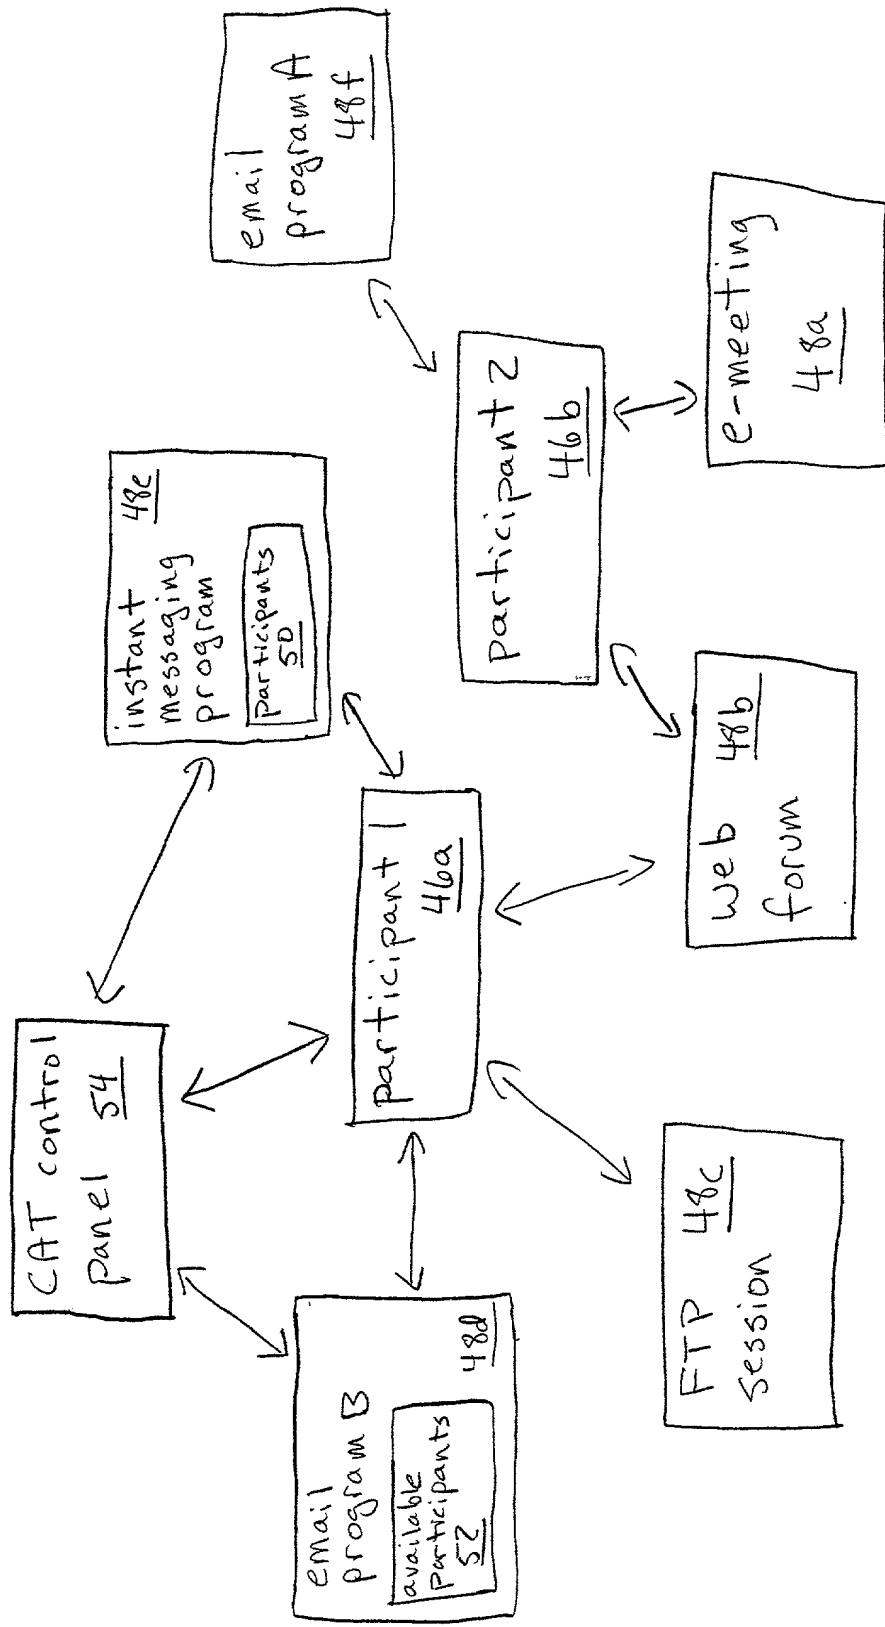 CAT control
panel 54
instant 48e
messaging
program
participants
50
email
program A
48f
email
program B
available
participants
52
48d
participant 1
46a
participant 2
46b
FTP 48c
session
web 48b
forum
e-meeting
48a